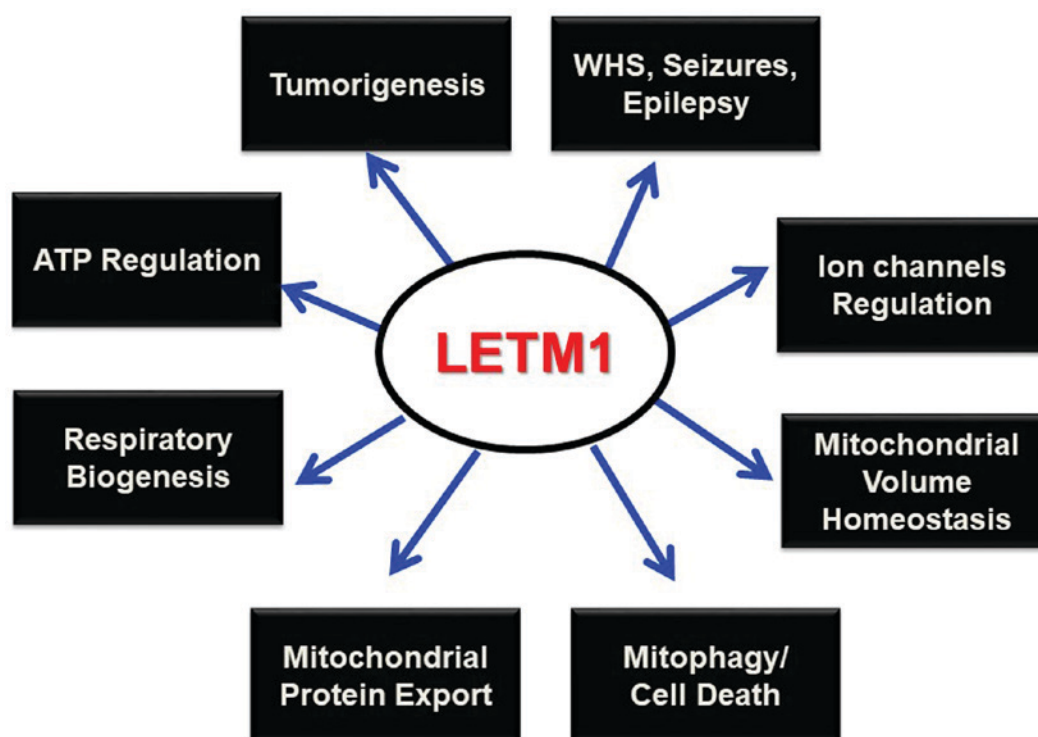 Tumorigenesis
WHS, Seizures,
Epilepsy
ATP Regulation
Ion channels
Regulation
LETM1
Respiratory
Biogenesis
Mitochondrial
Volume
Homeostasis
Mitochondrial
Protein Export
Mitophagy/
Cell Death